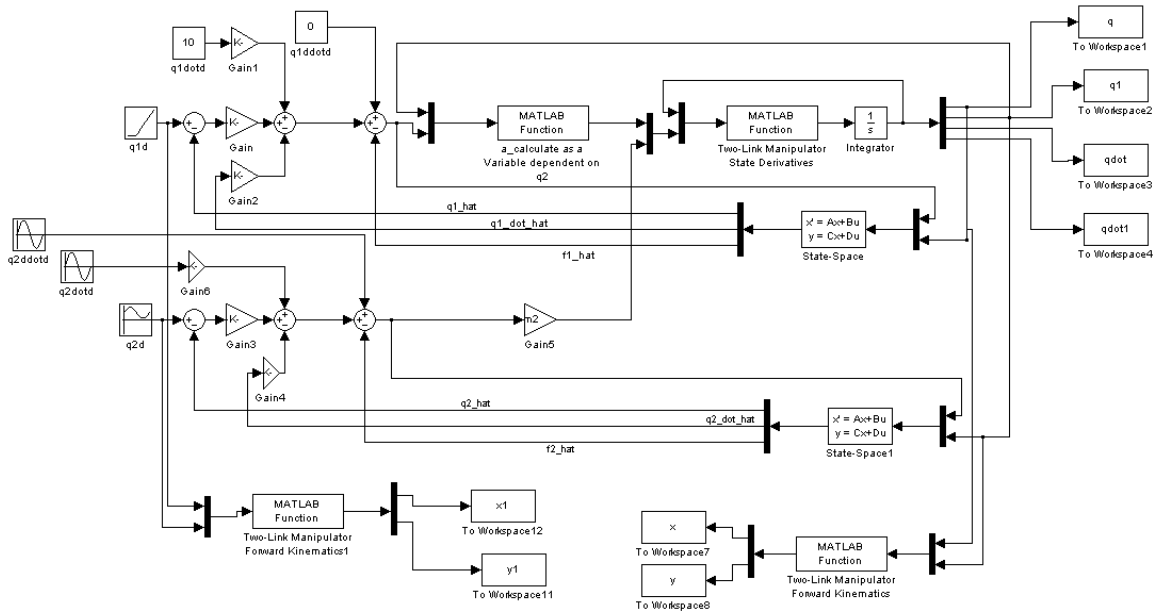 q
To Workspace1
0
q1ddotd
10
q1dotd
K-
Gain1
q1
To Workspace2
q1d
K-
Gain
MATLAB
Function
a_calculate as a
Variable dependent on
q2
MATLAB
Function
Two-Link Manipulator
State Derivatives
1
s
Integrator
qdot
To Workspace3
K-
Gain2
q1_hat
q1_dot_hat
f1_hat
x' = Ax+Bu
y = Cx+Du
State-Space
qdot1
To Workspace4
q2ddotd
q2dotd
Gain6
q2d
K-
Gain3
m2
Gain5
Gain4
q2_hat
q2_dot_hat
f2_hat
x' = Ax+Bu
y = Cx+Du
State-Space1
MATLAB
Function
Two-Link Manipulator
Forward Kinematics1
x1
To Workspace12
y1
To Workspace11
x
To Workspace7
y
To Workspace8
MATLAB
Function
Two-Link Manipulator
Forward Kinematics